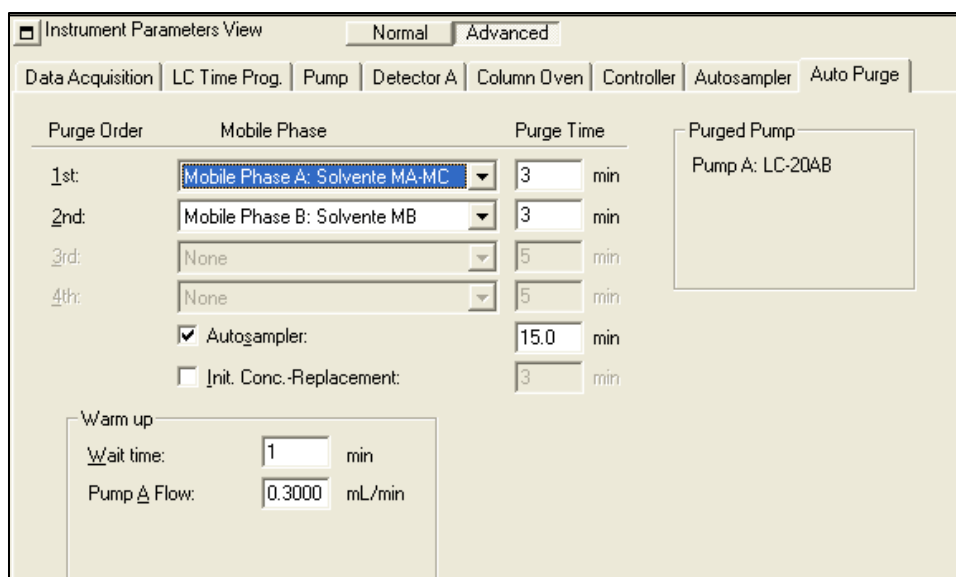 Instrument Parameters View Normal Advanced
Data Acquisition LC Time Prog. Pump Detector A Column Oven Controller Autosampler Auto Purge
Purge Order Mobile Phase Purge Time Purged Pump
1st: Mobile Phase A: Solvente MA-MC 3 min Pump A: LC-20AB
2nd: Mobile Phase B: Solvente MB 3 min
3rd: None 5 min
4th: None 5 min
Autosampler: 15.0 min
Init. Conc.-Replacement: 3 min
Warm up
Wait time: 1 min
Pump A Flow: 0.3000 mL/min